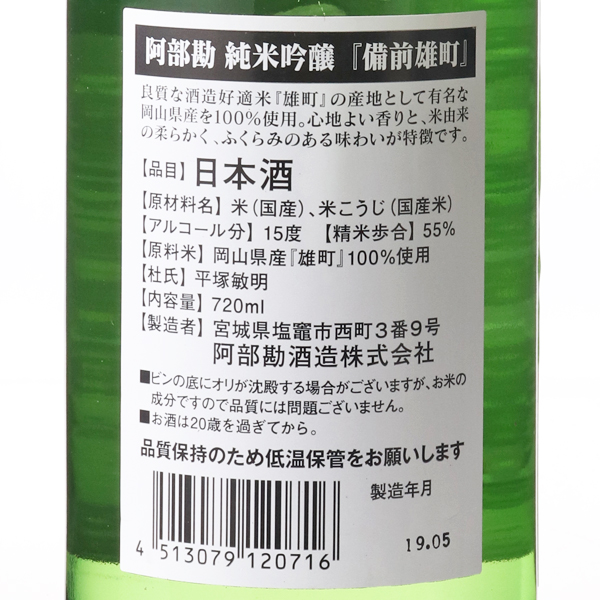 阿部勘 純米吟醸 『備前雄町』
良質な酒造好適米『雄町』の産地として有名な
岡山県産を100%使用。心地よい香りと、米由来
の柔らかく、ふくらみのある味わいが特徴です。
【品目】日本酒
【原材料名】米(国産)、米こうじ(国産米)
【アルコール分】15度 【精米歩合】55%
【原料米】岡山県産『雄町』100%使用
【杜氏】平塚敏明
【内容量】720ml
【製造者】宮城県塩竈市西町3番9号
阿部勘酒造株式会社
■ビンの底にオリが沈殿する場合がございますが、お米の
成分ですので品質には問題ございません。
■お酒は20歳を過ぎてから。
品質保持のため低温保管をお願いします
製造年月
19.05
4 513079 120716